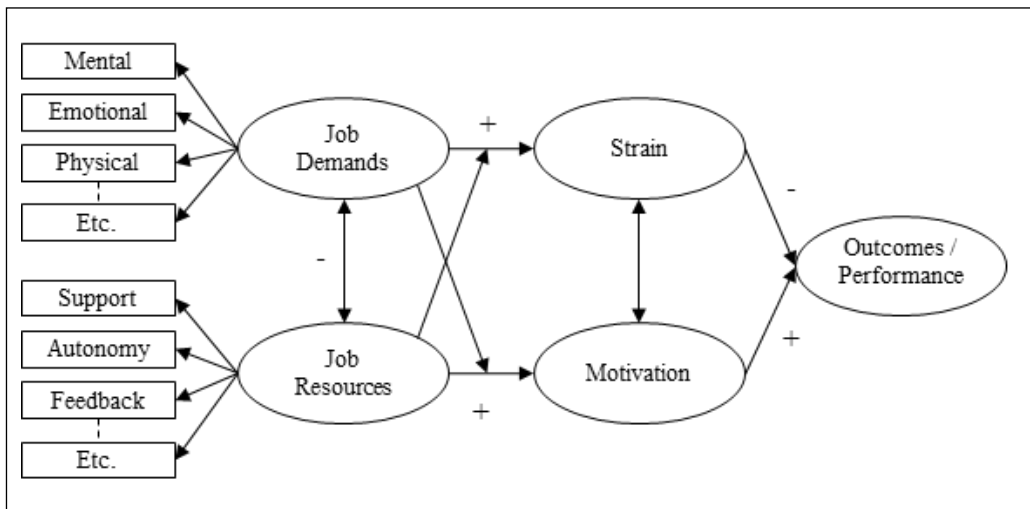 Mental
Emotional
Physical
Etc.
Support
Autonomy
Feedback
Etc.
Job
Demands
-
Job
Resources
+
+
Strain
Motivation
-
+
Outcomes /
Performance